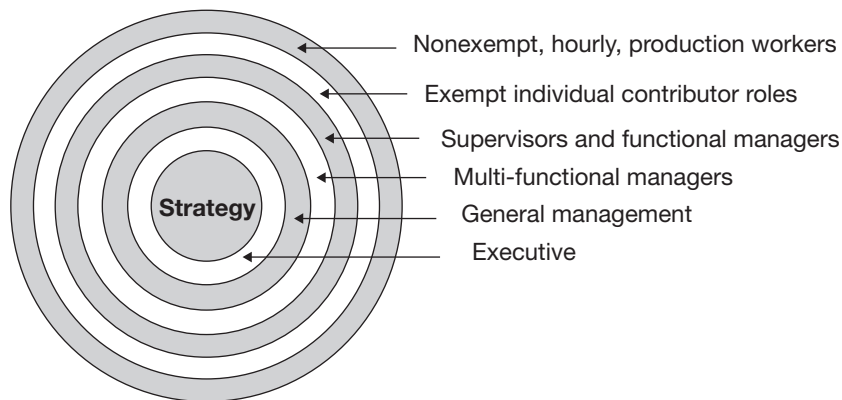 Nonexempt, hourly, production workers
Exempt individual contributor roles
Supervisors and functional managers
Multi-functional managers
Strategy
General management
Executive